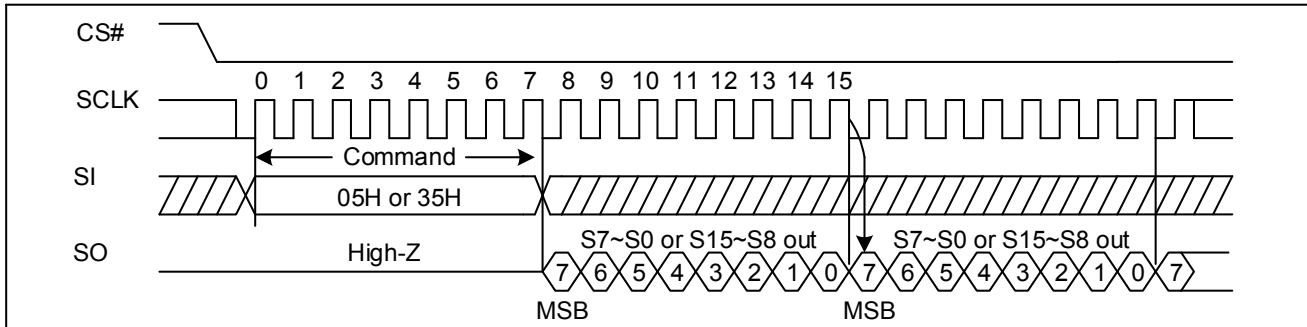 CS#
0 1 2 3 4 5 6 7 8 9 10 11 12 13 14 15
SCLK
Command
SI
05H or 35H
SO
High-Z
S7~S0 or S15~S8 out
S7~S0 or S15~S8 out
7 6 5 4 3 2 1 0 7 6 5 4 3 2 1 0 7
MSB
MSB